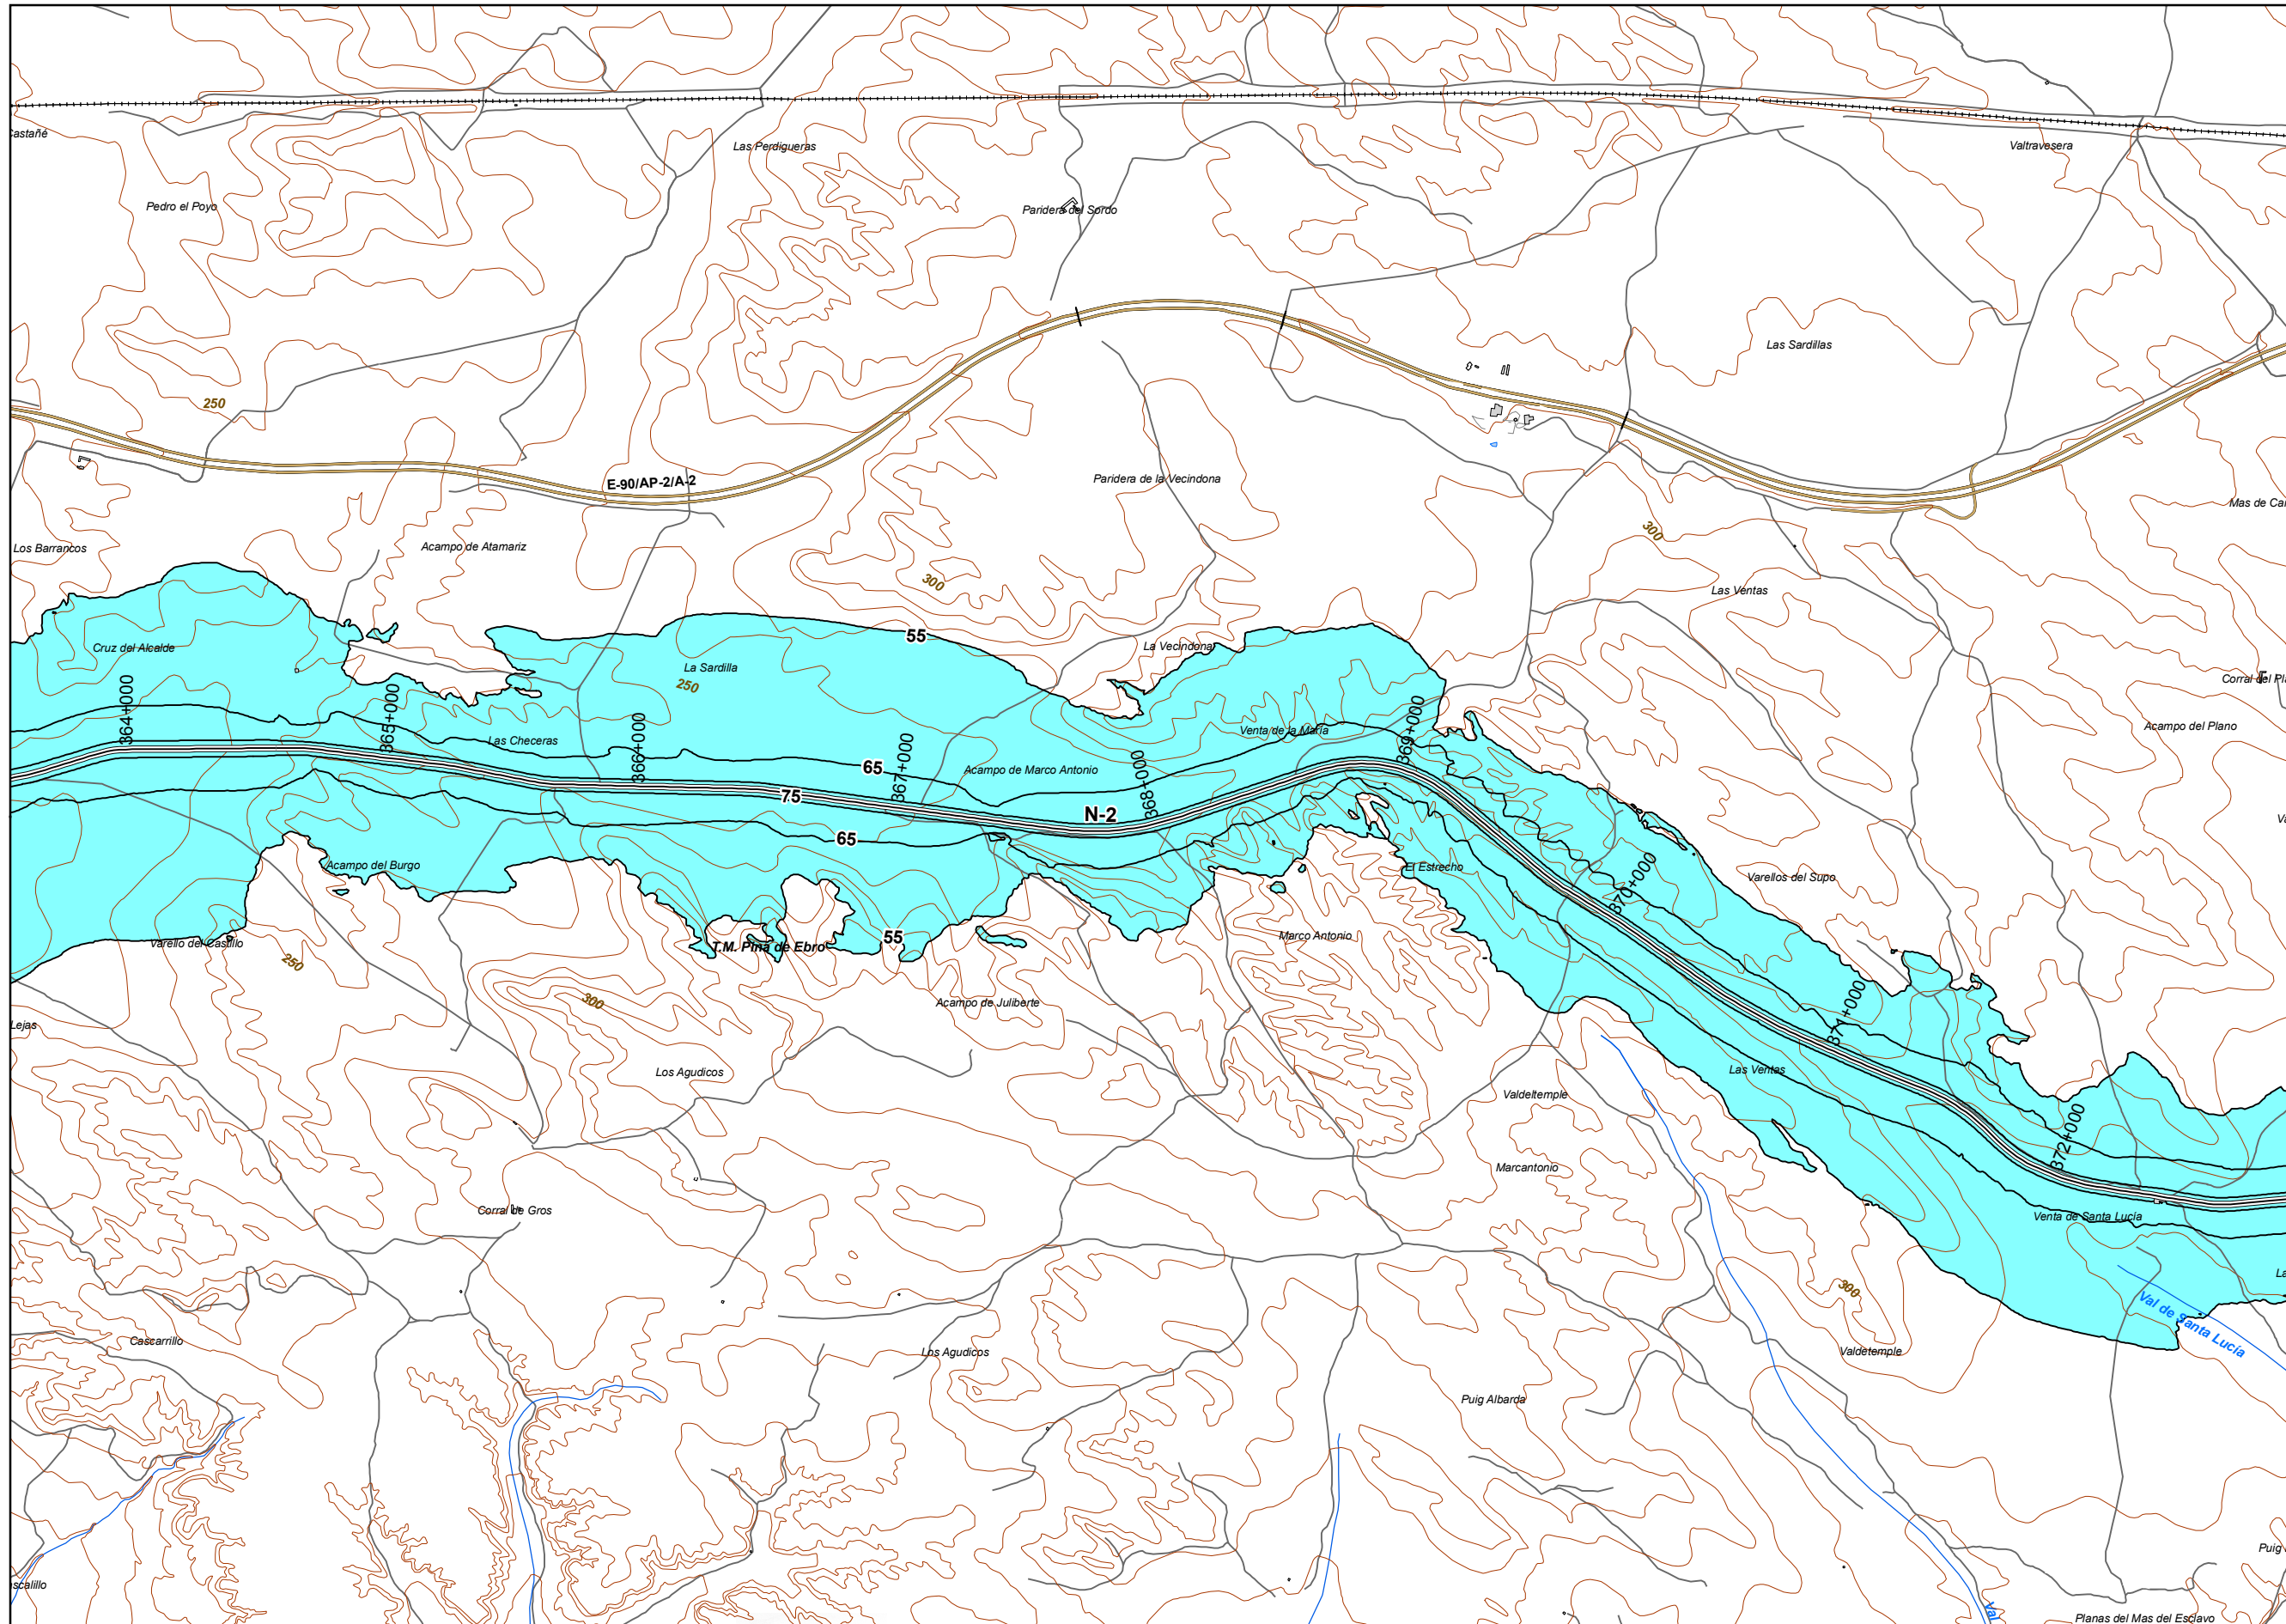 Castañé
Las Perdigueras
Valtravesera
Pedro el Poyo
Paridera del Sordo
Las Sardillas
250
E-90/AP-2/A-2
Paridera de la Vecindona
Mas de
300
Los Barrancos
Acampo de Atamariz
300
Las Ventas
55
Cruz del Alcalde
La Vecindona
La Sardilla
250
Corral del
364+000
365+000
366+000
367+000
368+000
369+000
Acampo del Plano
Venta de la María
Las Checeras
65
Acampo de Marco Antonio
75
N-2
65
Acampo del Burgo
El Estrecho
370+000
Varellos del Supo
Varello del Castillo
T.M. Pina de Ebro
55
Marco Antonio
250
300
Acampo de Juliberte
371+000
Lejas
Los Agudicos
Las Ventas
Valdeltemple
372+000
Marcantonio
Corral de Gros
Venta de Santa Lucía
La
300
Val de Santa Lucía
Cascarrillo
Los Agudicos
Valdetemple
Puig Albarda
Puig
scalillo
Val
Planas del Mas del Esclavo